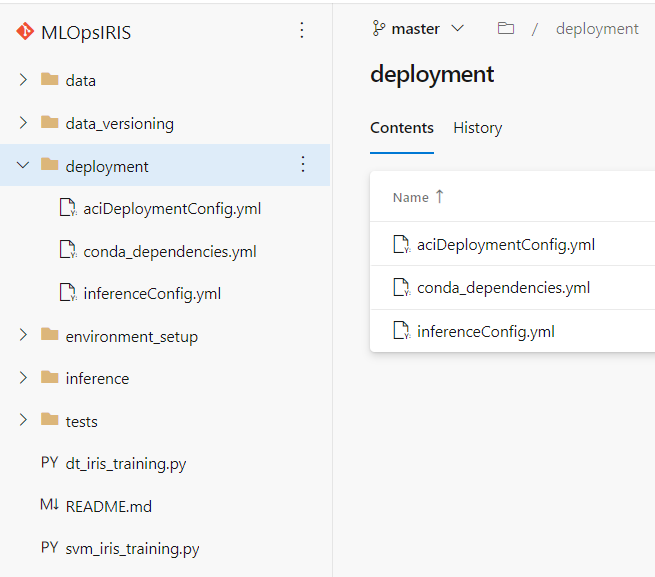 MLOpsIRIS
data
data_versioning
deployment
aciDeploymentConfig.yml
conda_dependencies.yml
inferenceConfig.yml
environment_setup
inference
tests
PY dt_iris_training.py
M↓ README.md
PY svm_iris_training.py
master / deployment
deployment
Contents History
Name ↑
aciDeploymentConfig.yml
conda_dependencies.yml
inferenceConfig.yml